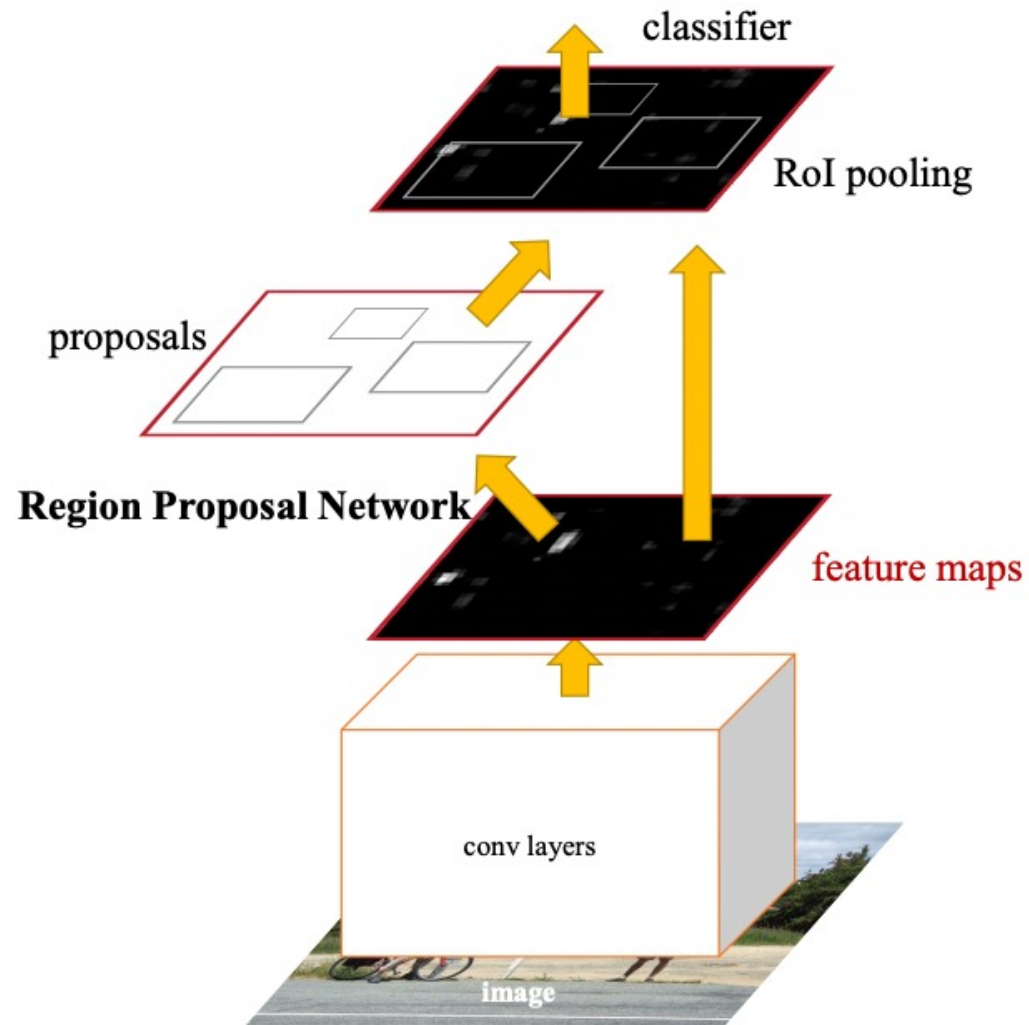 classifier
RoI pooling
proposals
Region Proposal Network
feature maps
conv layers
image